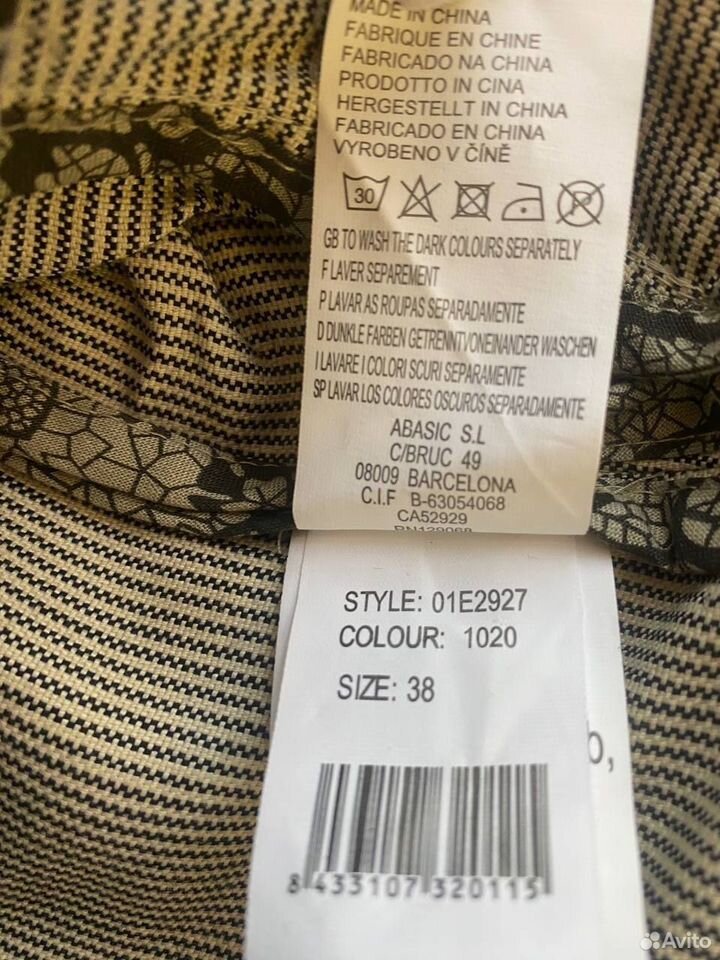 MADE IN CHINA
FABRIQUE EN CHINE
FABRICADO NA CHINA
PRODOTTO IN CINA
HERGESTELLT IN CHINA
FABRICADO EN CHINA
VYROBENO V ČÍNĚ
30
GB TO WASH THE DARK COLOURS SEPARATELY
F LAVER SEPAREMENT
P LAVAR AS ROUPAS SEPARADAMENTE
D DUNKLE FARBEN GETRENNTVONEINANDER WASCHEN
I LAVARE I COLORI SCURI SEPARAMENTE
SP LAVAR LOS COLORES OSCUROS SEPARADAMENTE
ABASIC S.L
C/BRUC 49
08009 BARCELONA
C.I.F B-63054068
CA52929
STYLE: 01E2927
COLOUR: 1020
SIZE: 38
8 433107 320115
Avito